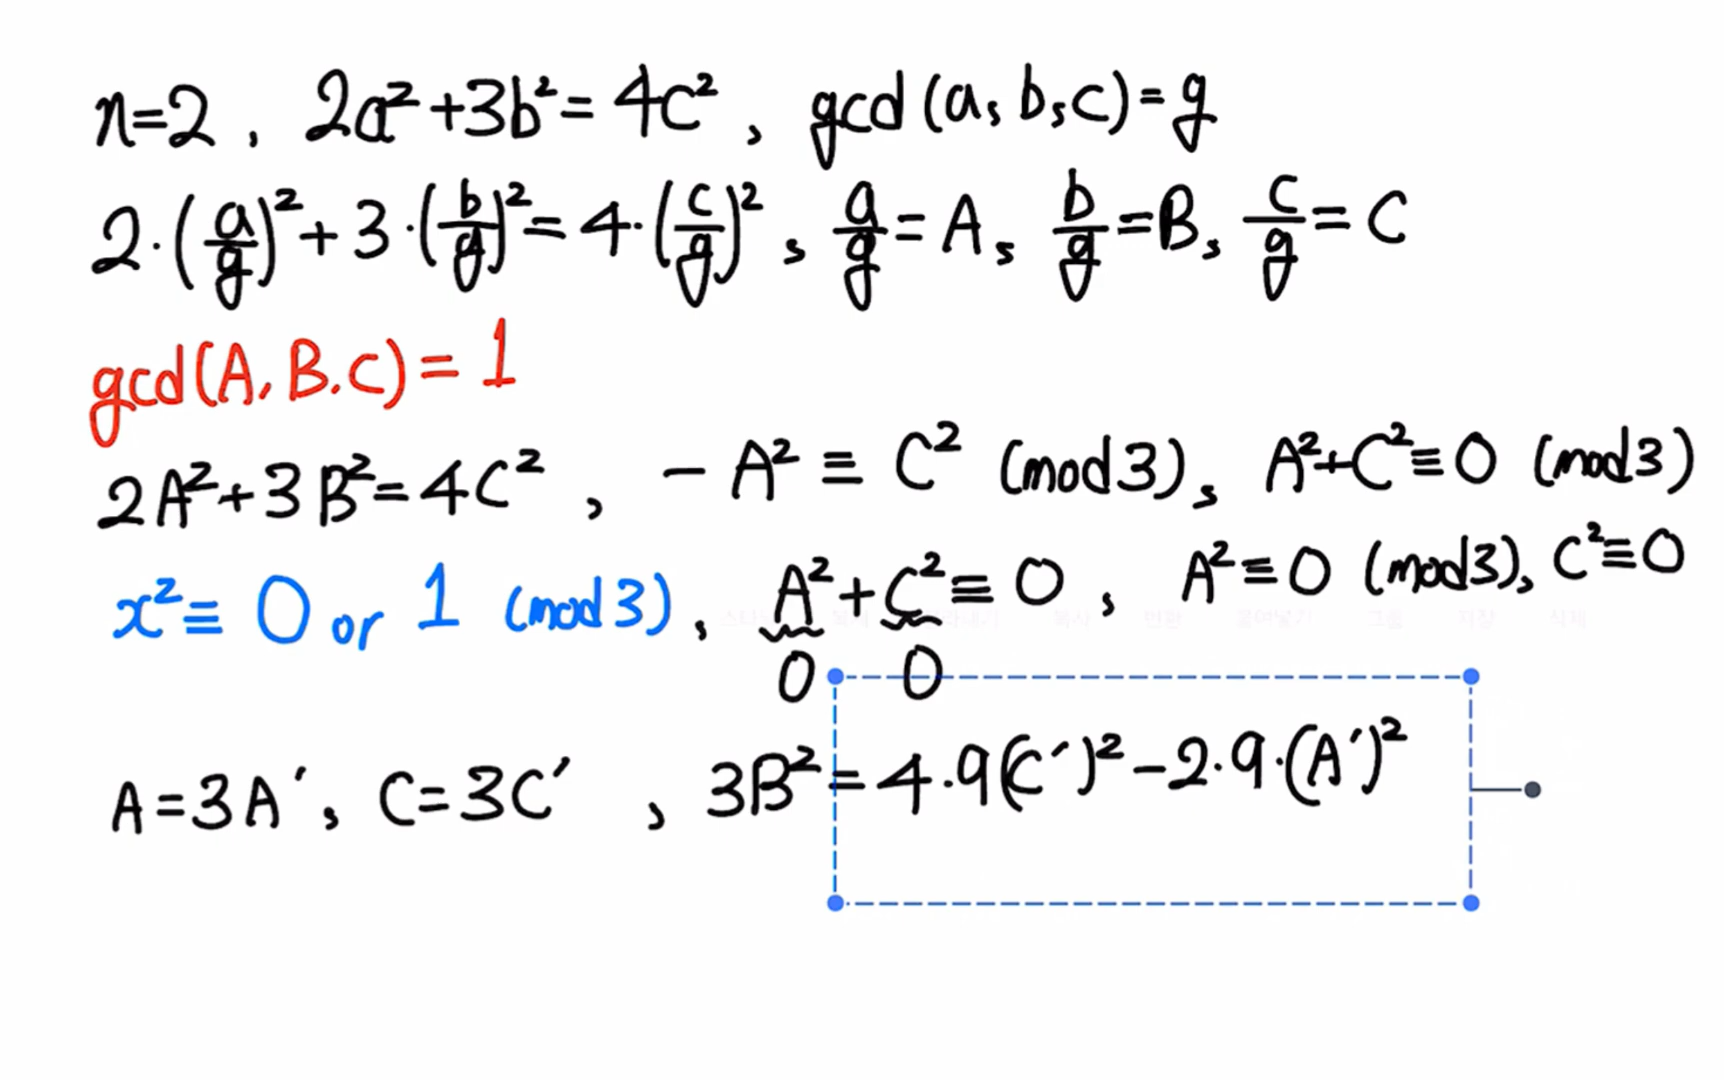 n=2, 2a²+3b²=4c², gcd(a,b,c)=g
2·(a/g)²+3·(b/g)²=4·(c/g)², a/g=A, b/g=B, c/g=C
gcd(A,B,C)=1
2A²+3B²=4C², -A²≡C² (mod3), A²+C²≡0 (mod3)
x²≡0 or 1 (mod3), A²+C²≡0, A²≡0 (mod3), C²≡0
0 0
A=3A′, C=3C′, 3B²=4·9(C′)²-2·9·(A′)²